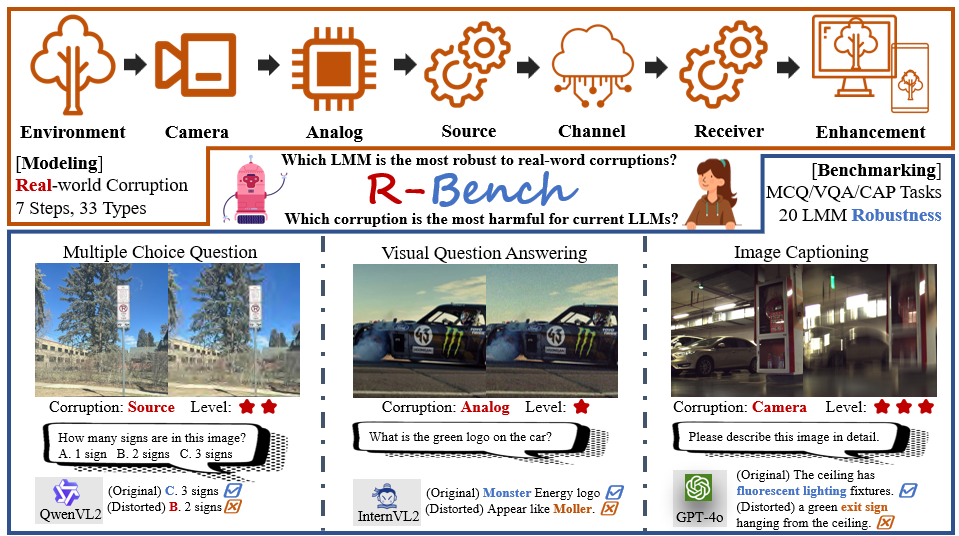 Environment
Camera
Analog
Source
Channel
Receiver
Enhancement
[Modeling]
Real-world Corruption
7 Steps, 33 Types
Which LMM is the most robust to real-word corruptions?
R-Bench
Which corruption is the most harmful for current LLMs?
[Benchmarking]
MCQ/VQA/CAP Tasks
20 LMM Robustness
Multiple Choice Question
Corruption: Source Level:
How many signs are in this image?
A. 1 sign B. 2 signs C. 3 signs
QwenVL2
(Original) C. 3 signs
(Distorted) B. 2 signs
Visual Question Answering
43
Corruption: Analog Level:
What is the green logo on the car?
InternVL2
(Original) Monster Energy logo
(Distorted) Appear like Moller.
Image Captioning
Corruption: Camera Level:
Please describe this image in detail.
GPT-4o
(Original) The ceiling has
fluorescent lighting fixtures.
(Distorted) a green exit sign
hanging from the ceiling.